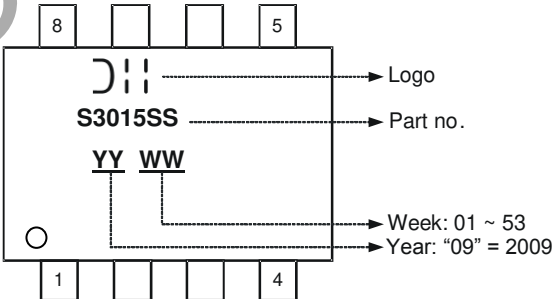 8 5
Logo
S3015SS Part no.
YY WW
Week: 01 ~ 53
Year: “09” = 2009
1 4